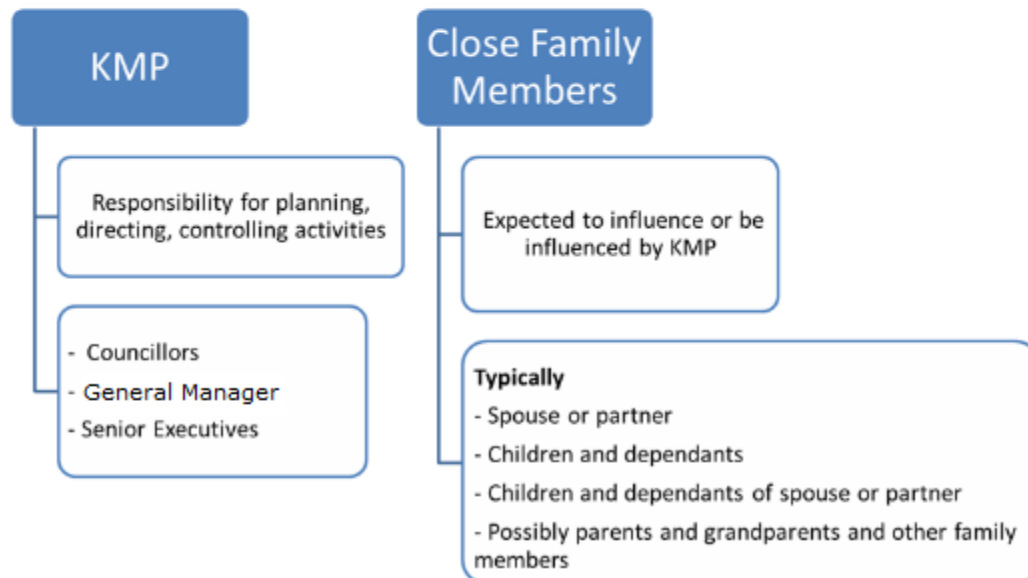 KMP
Responsibility for planning,
directing, controlling activities
- Councillors
- General Manager
- Senior Executives
Close Family
Members
Expected to influence or be
influenced by KMP
Typically
- Spouse or partner
- Children and dependants
- Children and dependants of spouse or partner
- Possibly parents and grandparents and other family
members